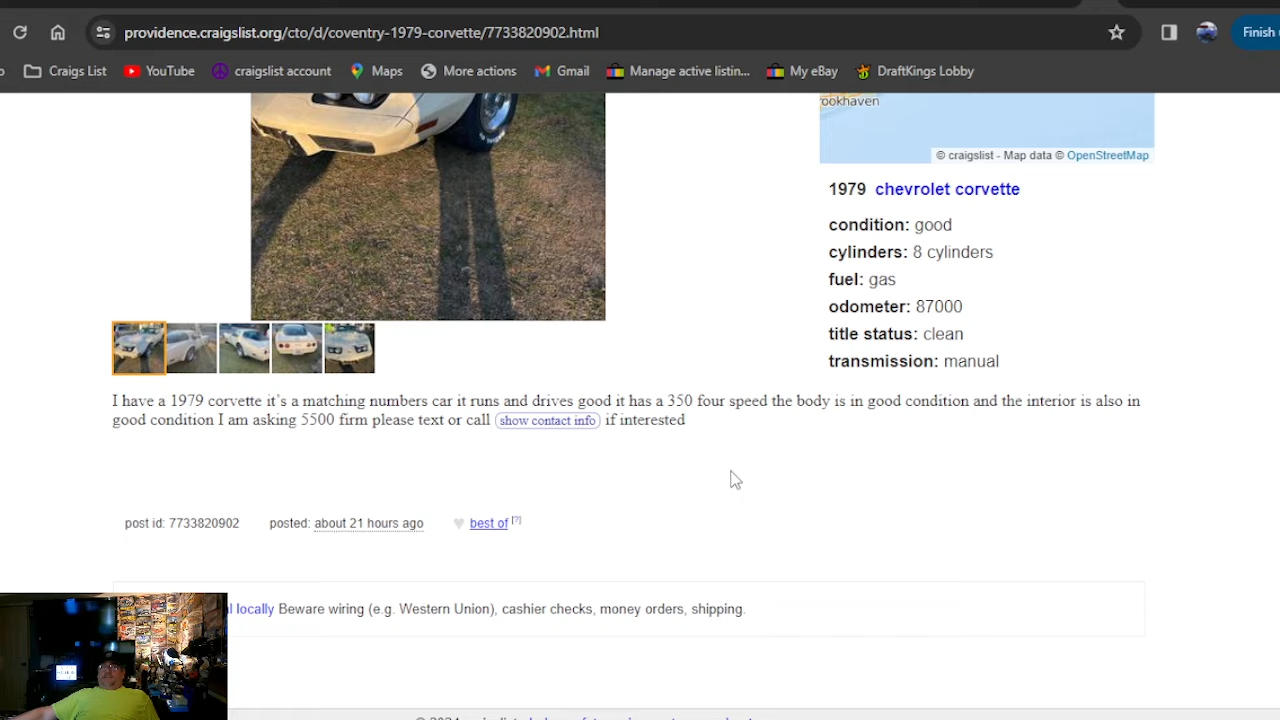 providence.craigslist.org/cto/d/coventry-1979-corvette/7733820902.html
Finish
Craigs List
YouTube
craigslist account
Maps
More actions
Gmail
Manage active listin...
My eBay
DraftKings Lobby
ookhaven
© craigslist - Map data © OpenStreetMap
1979 chevrolet corvette
condition: good
cylinders: 8 cylinders
fuel: gas
odometer: 87000
title status: clean
transmission: manual
I have a 1979 corvette it's a matching numbers car it runs and drives good it has a 350 four speed the body is in good condition and the interior is also in
good condition I am asking 5500 firm please text or call show contact info if interested
post id: 7733820902 posted: about 21 hours ago best of [?]
l locally Beware wiring (e.g. Western Union), cashier checks, money orders, shipping.